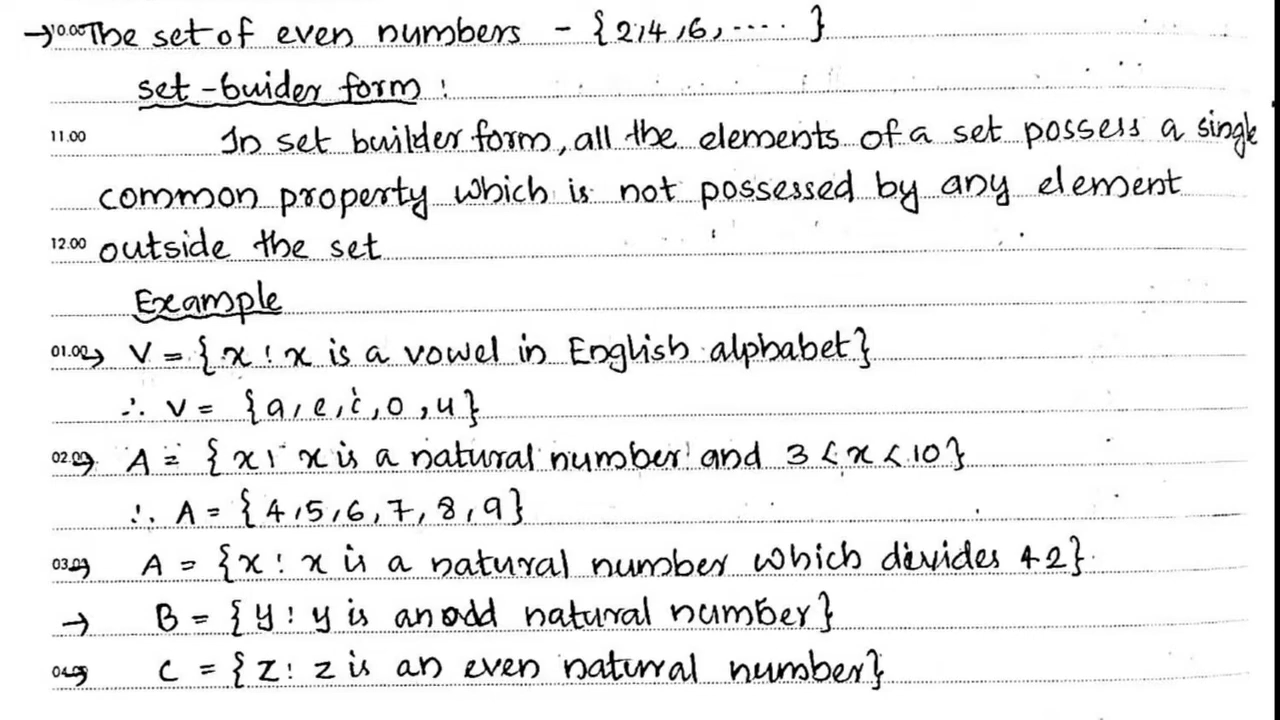 → 10.00 The set of even numbers - {2,4,6,.... }
set-buider form :
11.00 In set builder form, all the elements of a set possess a single
common property which is not possessed by any element
12.00 outside the set
Example
01.00 → V = {x : x is a vowel in English alphabet}
∴ V = {a, e, i, o, u}
02.00 → A = {x : x is a natural number and 3 < x < 10}
∴ A = {4,5,6,7,8,9}
03.00 → A = {x : x is a natural number which divides 42}.
→ B = {y : y is an odd natural number}
04.00 → C = {z : z is an even natural number}